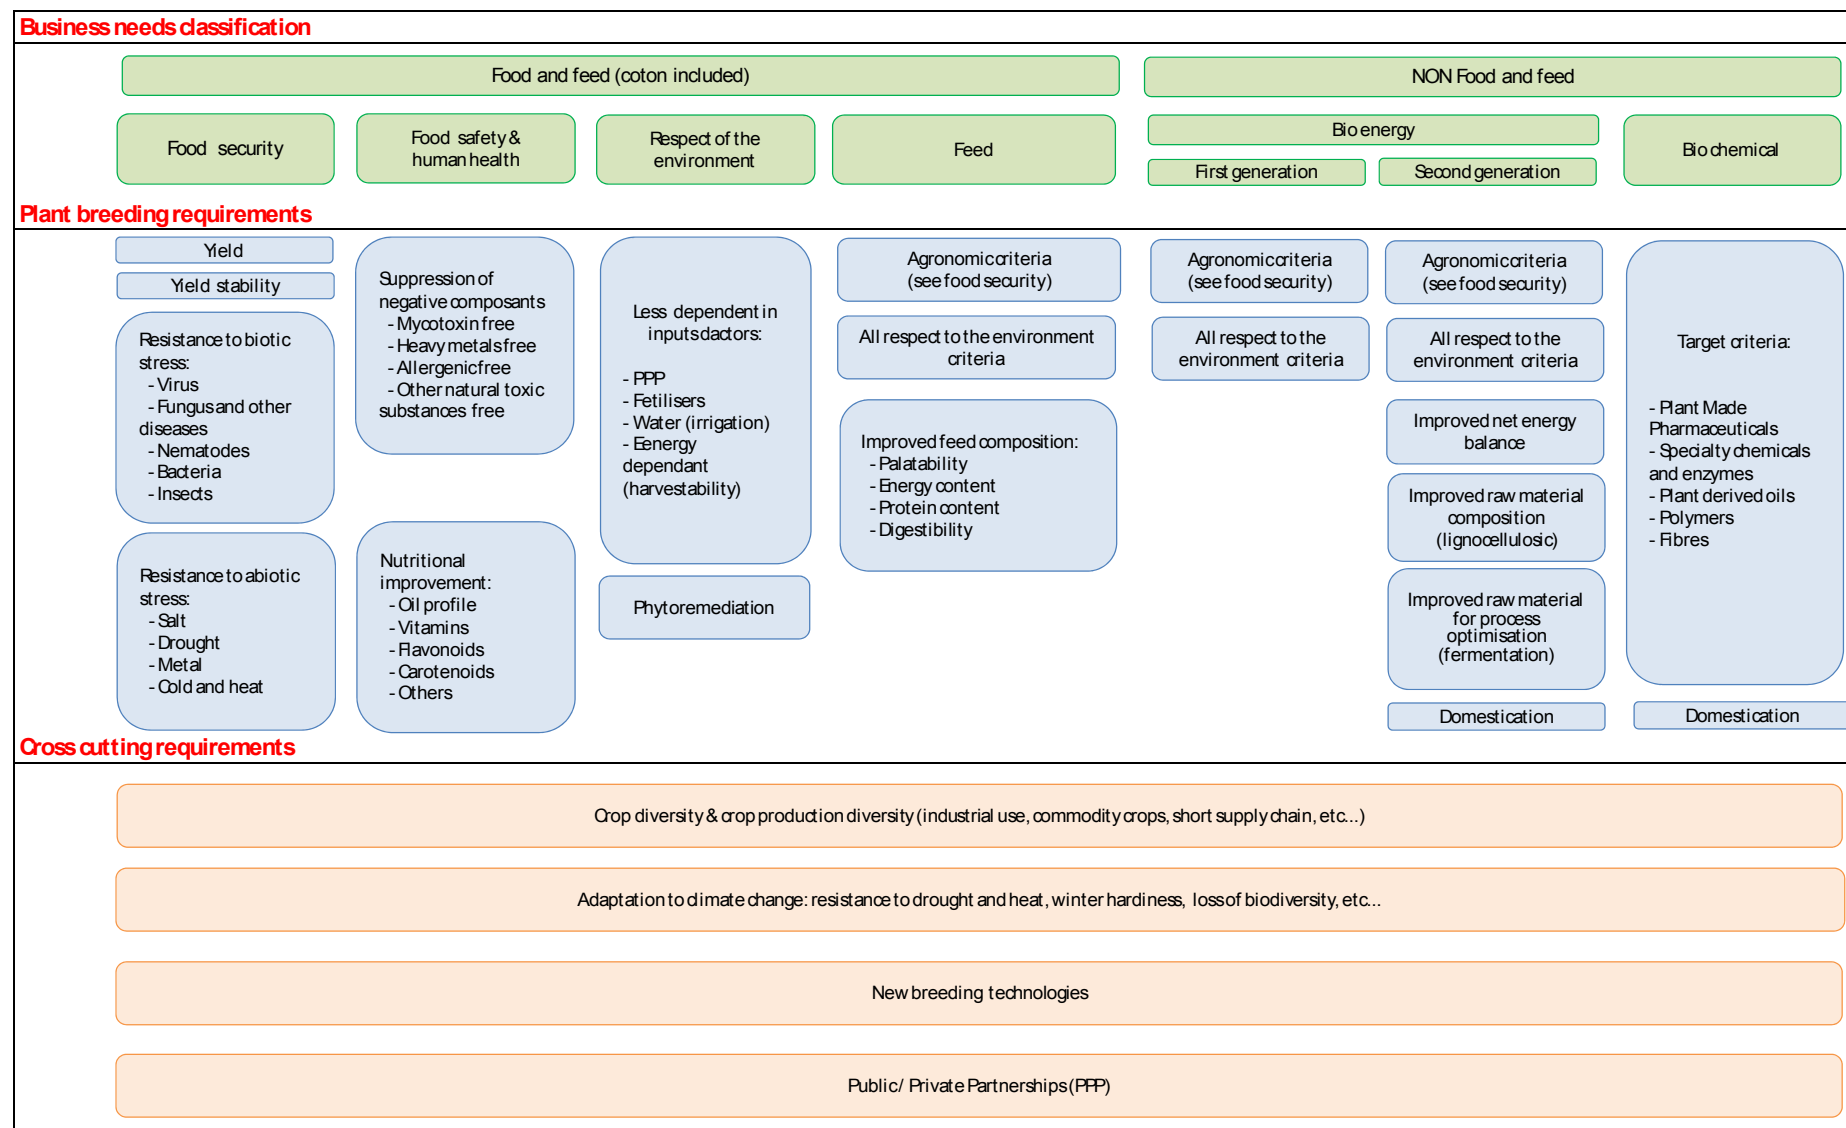 Business needs classification
Food and feed (coton included)
NON Food and feed
Food security
Food safety &
human health
Respect of the
environment
Feed
Bio energy
First generation
Second generation
Bio chemical
Plant breeding requirements
Yield
Yield stability
Resistance to biotic
stress:
- Virus
- Fungus and other
diseases
- Nematodes
- Bacteria
- Insects
Resistance to abiotic
stress:
- Salt
- Drought
- Metal
- Cold and heat
Suppression of
negative composants
- Mycotoxin free
- Heavy metals free
- Allergenic free
- Other natural toxic
substances free
Nutritional
improvement:
- Oil profile
- Vitamins
- Flavonoids
- Carotenoids
- Others
Less dependent in
inputs dactors:
- PPP
- Fetilisers
- Water (irrigation)
- Eenergy
dependant
(harvestability)
Phytoremediation
Agronomic criteria
(see food security)
All respect to the environment
criteria
Improved feed composition:
- Palatability
- Energy content
- Protein content
- Digestibility
Agronomic criteria
(see food security)
All respect to the
environment criteria
Agronomic criteria
(see food security)
All respect to the
environment criteria
Improved net energy
balance
Improved raw material
composition
(lignocellulosic)
Improved raw material
for process
optimisation
(fermentation)
Domestication
Target criteria:
- Plant Made
Pharmaceuticals
- Specialty chemicals
and enzymes
- Plant derived oils
- Polymers
- Fibres
Domestication
Cross cutting requirements
Crop diversity & crop production diversity (industrial use, commodity crops, short supply chain, etc...)
Adaptation to climate change: resistance to drought and heat, winter hardiness, loss of biodiversity, etc...
New breeding technologies
Public / Private Partnerships (PPP)